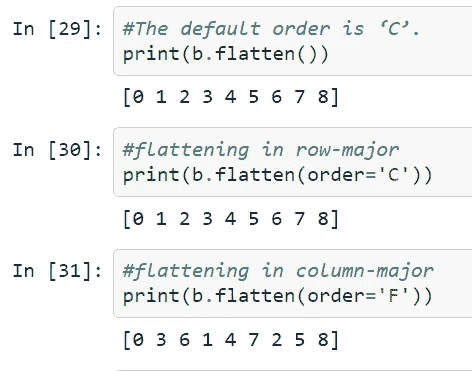 In [29]: #The default order is ‘C’.
print(b.flatten())
[0 1 2 3 4 5 6 7 8]
In [30]: #flattening in row-major
print(b.flatten(order='C'))
[0 1 2 3 4 5 6 7 8]
In [31]: #flattening in column-major
print(b.flatten(order='F'))
[0 3 6 1 4 7 2 5 8]